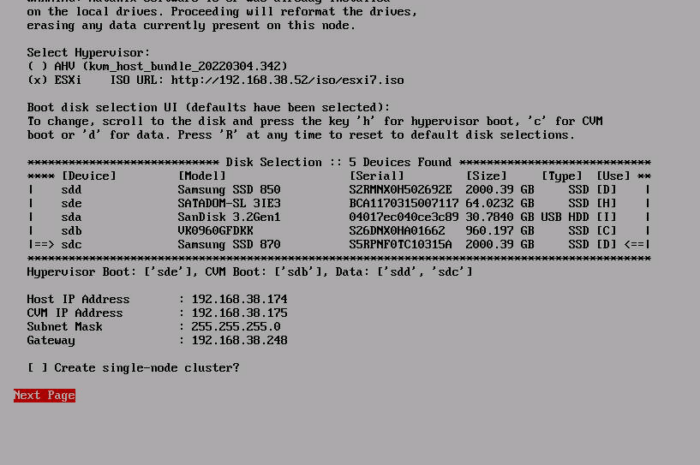 on the local drives. Proceeding will reformat the drives,
erasing any data currently present on this node.
Select Hypervisor:
( ) AHV (kvm_host_bundle_20220304.342)
(x) ESXi    ISO URL: http://192.168.38.52/iso/esxi7.iso
Boot disk selection UI (defaults have been selected):
To change, scroll to the disk and press the key 'h' for hypervisor boot, 'c' for CVM
boot or 'd' for data. Press 'R' at any time to reset to default disk selections.
**************************** Disk Selection :: 5 Devices Found ****************************
**** [Device]         [Model]                  [Serial]         [Size]     [Type]  [Use] **
|    sdd              Samsung SSD 850          S2RMNX0H502692E  2000.39 GB     SSD [D]    |
|    sde              SATADOM-SL 3IE3          BCA1170315007117 64.0232 GB     SSD [H]    |
|    sda              SanDisk 3.2Gen1          04017ec040ce3c89 30.7840 GB USB HDD [I]    |
|    sdb              VK0960GFDKK              S26DNX0HA01662   960.197 GB     SSD [C]    |
|==> sdc              Samsung SSD 870          S5RPNF0TC10315A  2000.39 GB     SSD [D] <==|
*******************************************************************************************
Hypervisor Boot: ['sde'], CVM Boot: ['sdb'], Data: ['sdd', 'sdc']
Host IP Address       : 192.168.38.174
CVM IP Address        : 192.168.38.175
Subnet Mask           : 255.255.255.0
Gateway               : 192.168.38.248
[ ] Create single-node cluster?
Next Page